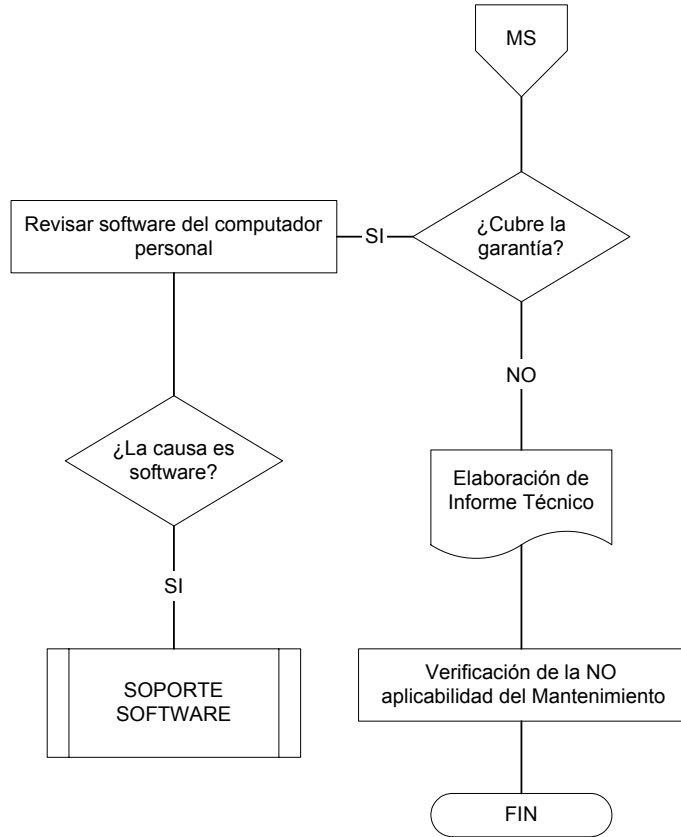 MS
¿Cubre la
garantía?
SI
Revisar software del computador
personal
NO
¿La causa es
software?
Elaboración de
Informe Técnico
SI
SOPORTE
SOFTWARE
Verificación de la NO
aplicabilidad del Mantenimiento
FIN